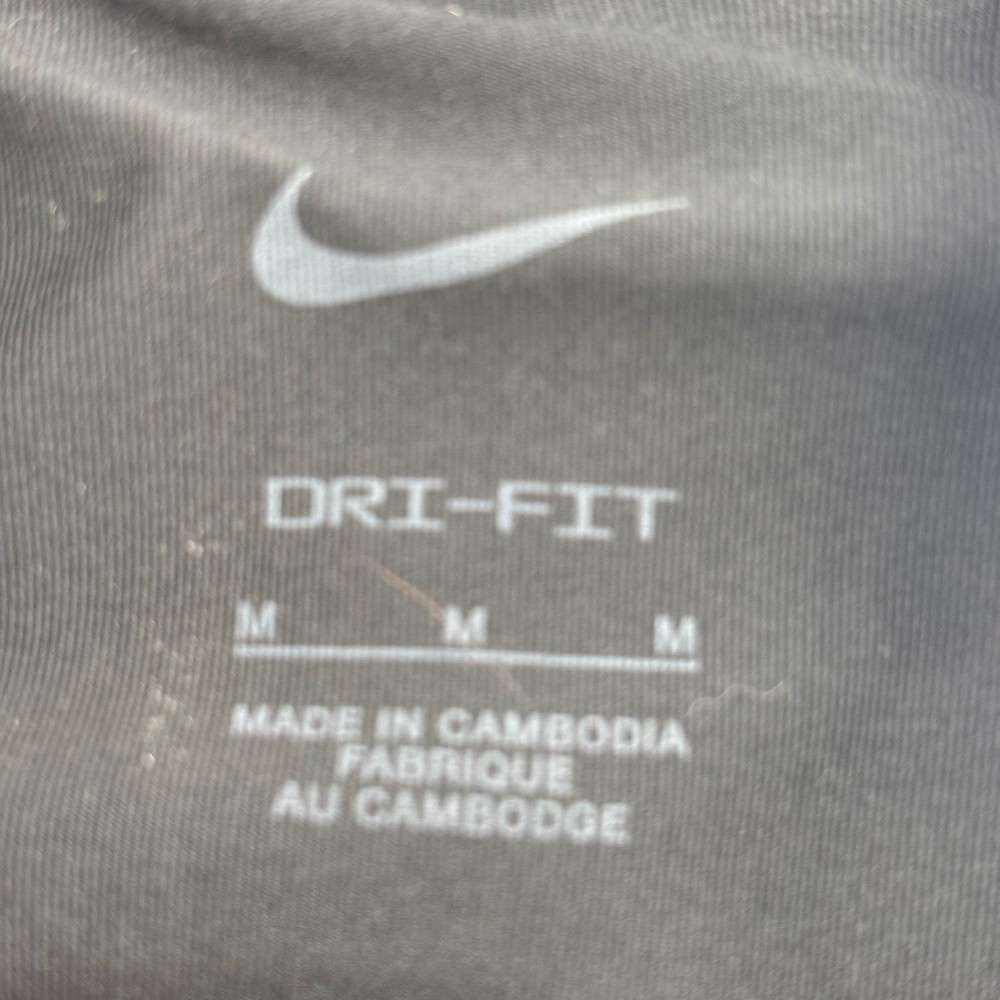 DRI-FIT
M M M
MADE IN CAMBODIA
FABRIQUE
AU CAMBODGE